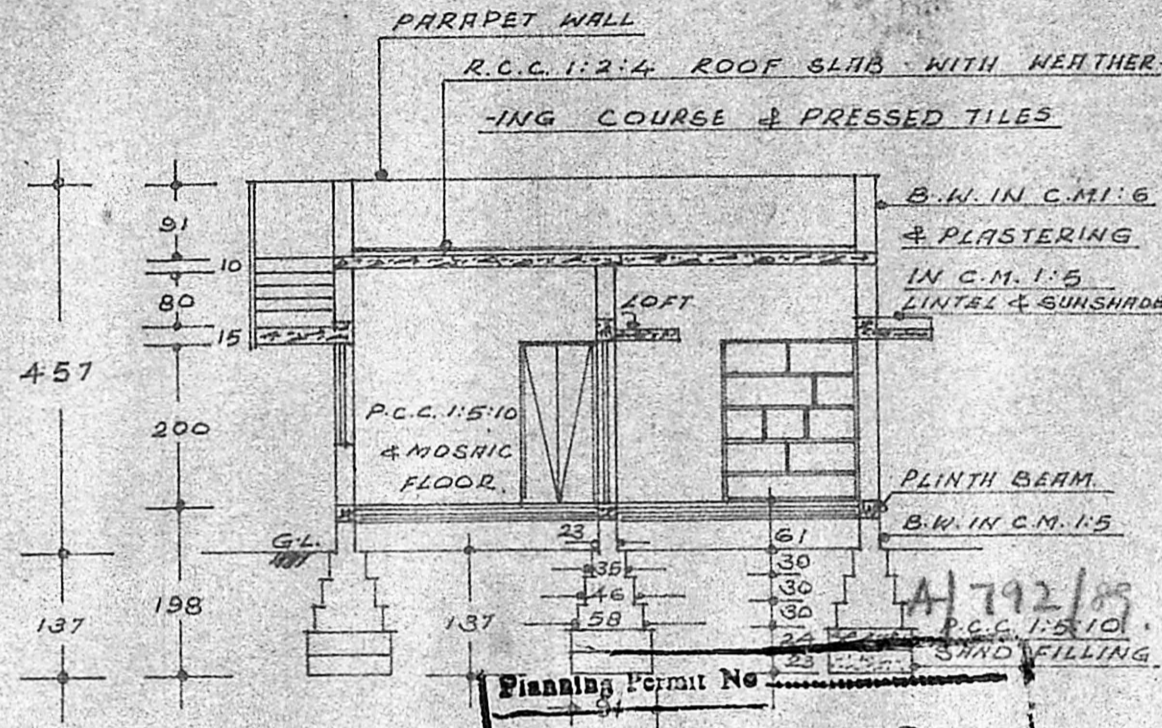 PARAPET WALL
R.C.C. 1:2:4 ROOF SLAB WITH WEATHER-
-ING COURSE & PRESSED TILES
91
10
80
15
457
200
137
198
B.W. IN C.M 1:6
& PLASTERING
IN C.M. 1:5
LINTEL & SUNSHADE
LOFT
P.C.C. 1:5:10
& MOSAIC
FLOOR.
PLINTH BEAM.
B.W. IN C.M. 1:5
G.L.
23
61
35
30
46
30
58
30
137
24
23
A/792/89.
P.C.C. 1:5:10
SAND FILLING
Planning Permit No
91